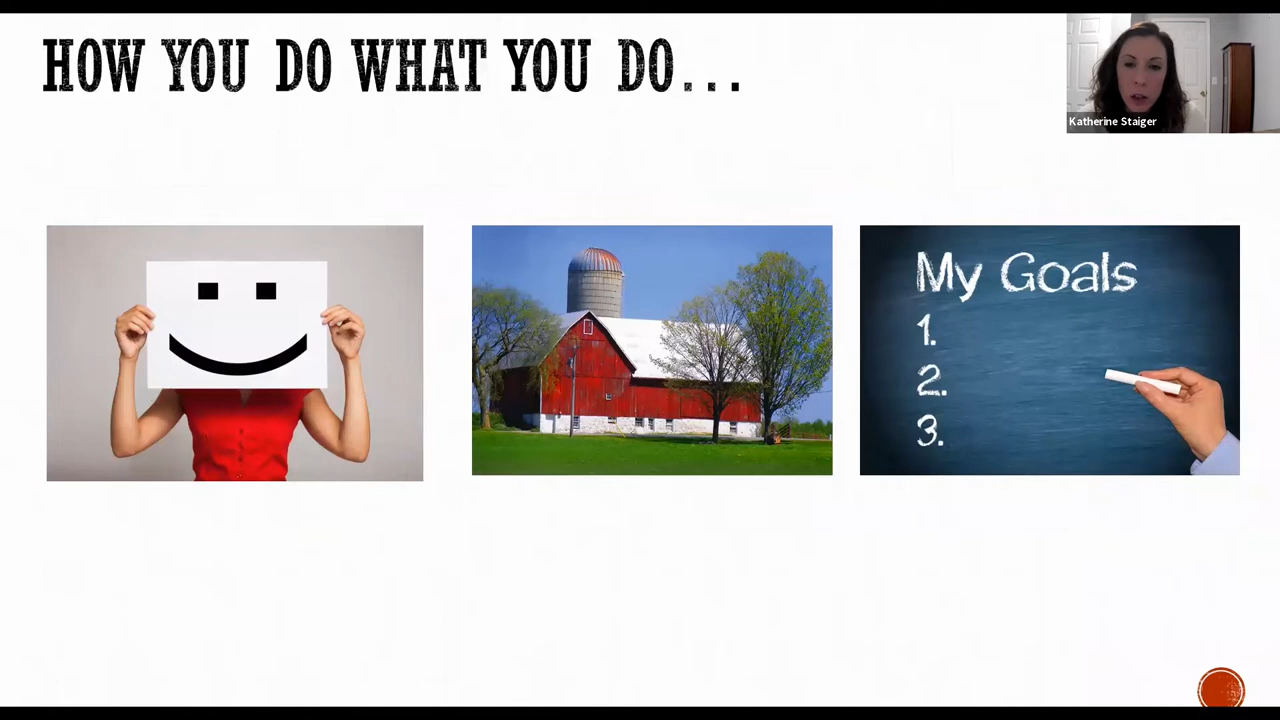 HOW YOU DO WHAT YOU DO...
Katherine Staiger
My Goals
1.
2.
3.